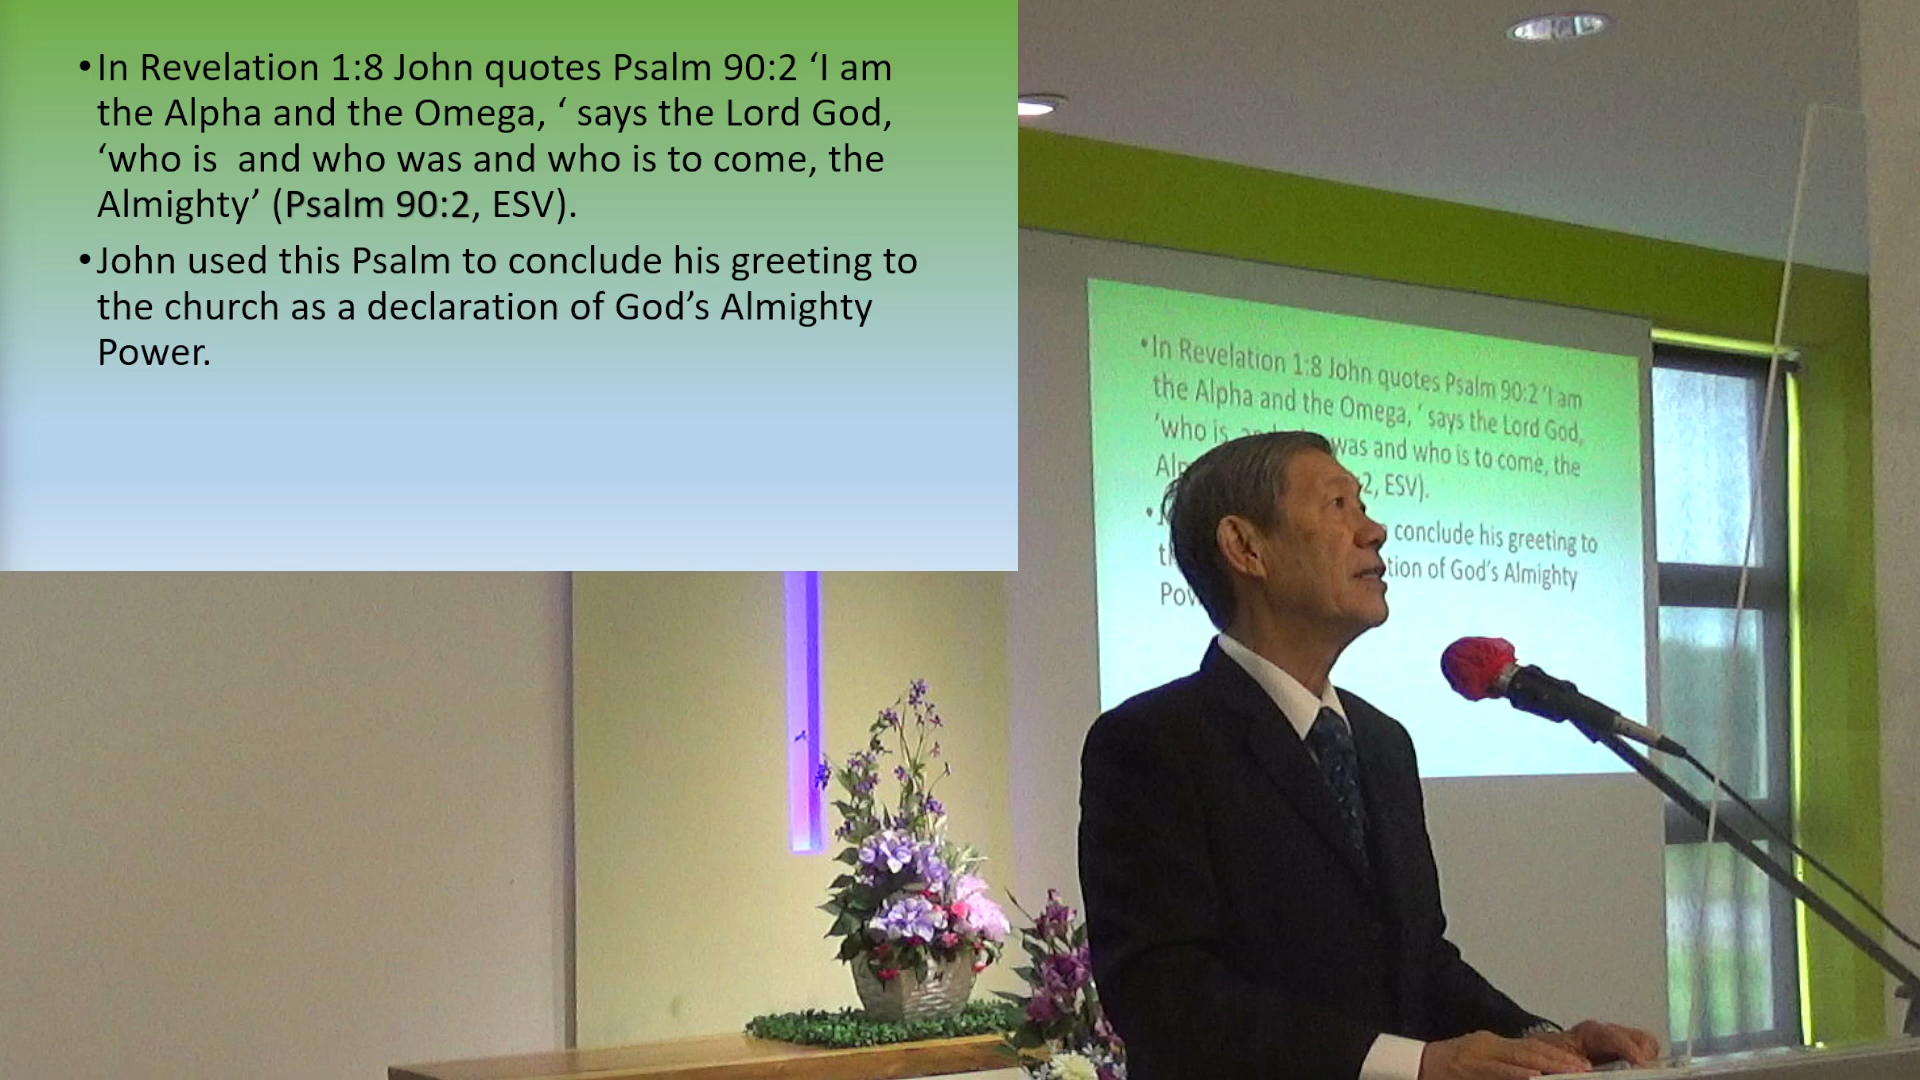 •In Revelation 1:8 John quotes Psalm 90:2 ‘I am
the Alpha and the Omega, ‘ says the Lord God,
‘who is  and who was and who is to come, the
Almighty’ (Psalm 90:2, ESV).
•John used this Psalm to conclude his greeting to
the church as a declaration of God’s Almighty
Power.
•In Revelation 1:8 John quotes Psalm 90:2 ‘I am
the Alpha and the Omega, ‘ says the Lord God,
‘who is was and who is to come, the
2, ESV).
conclude his greeting to
of God’s Almighty